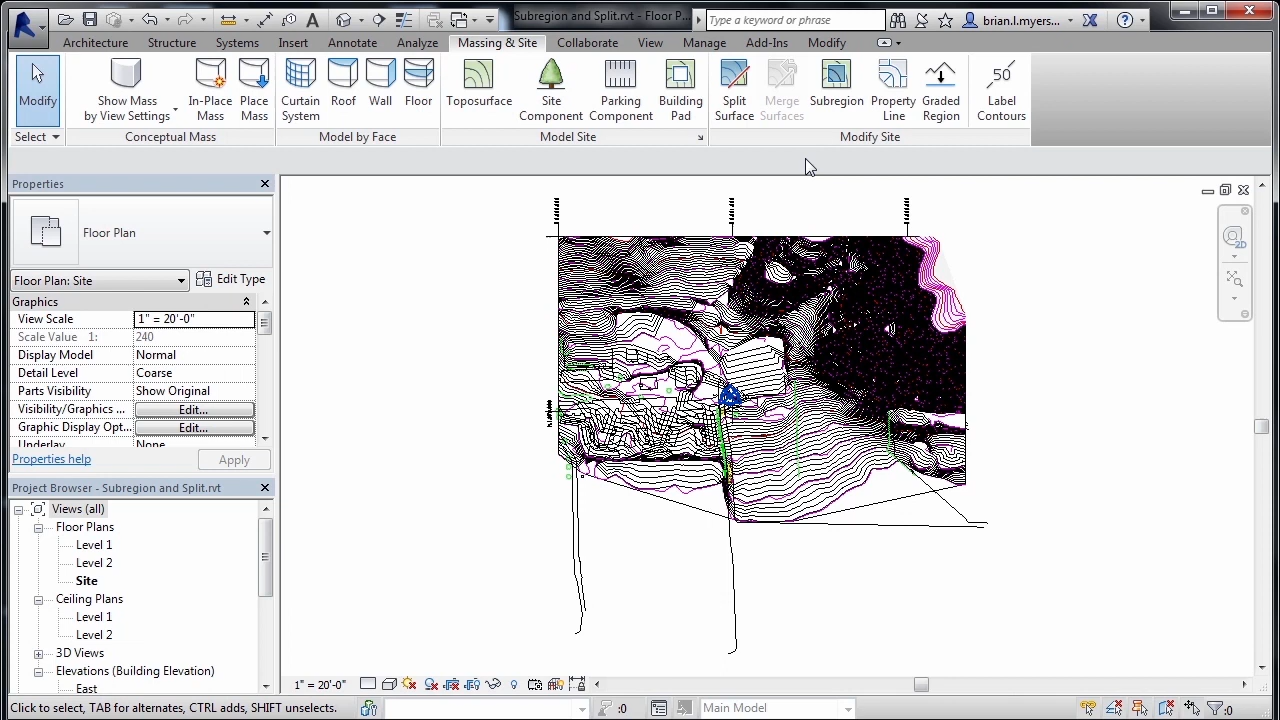 Subregion and Split.rvt - Floor P...
Type a keyword or phrase
brian.l.myers...
Architecture Structure Systems Insert Annotate Analyze Massing & Site Collaborate View Manage Add-Ins Modify
Modify
Show Mass
by View Settings
In-Place
Mass
Place
Mass
Curtain
System
Roof
Wall
Floor
Toposurface
Site
Component
Parking
Component
Building
Pad
Split
Surface
Merge
Surfaces
Subregion
Property
Line
Graded
Region
50
Label
Contours
Select
Conceptual Mass
Model by Face
Model Site
Modify Site
Properties
Floor Plan
Floor Plan: Site
Edit Type
Graphics
View Scale 1" = 20'-0"
Scale Value 1: 240
Display Model Normal
Detail Level Coarse
Parts Visibility Show Original
Visibility/Graphics ... Edit...
Graphic Display Opt... Edit...
Underlay None
Properties help
Apply
Project Browser - Subregion and Split.rvt
Views (all)
Floor Plans
Level 1
Level 2
Site
Ceiling Plans
Level 1
Level 2
3D Views
Elevations (Building Elevation)
East
2D
1" = 20'-0"
Click to select, TAB for alternates, CTRL adds, SHIFT unselects.
:0
Main Model
:0